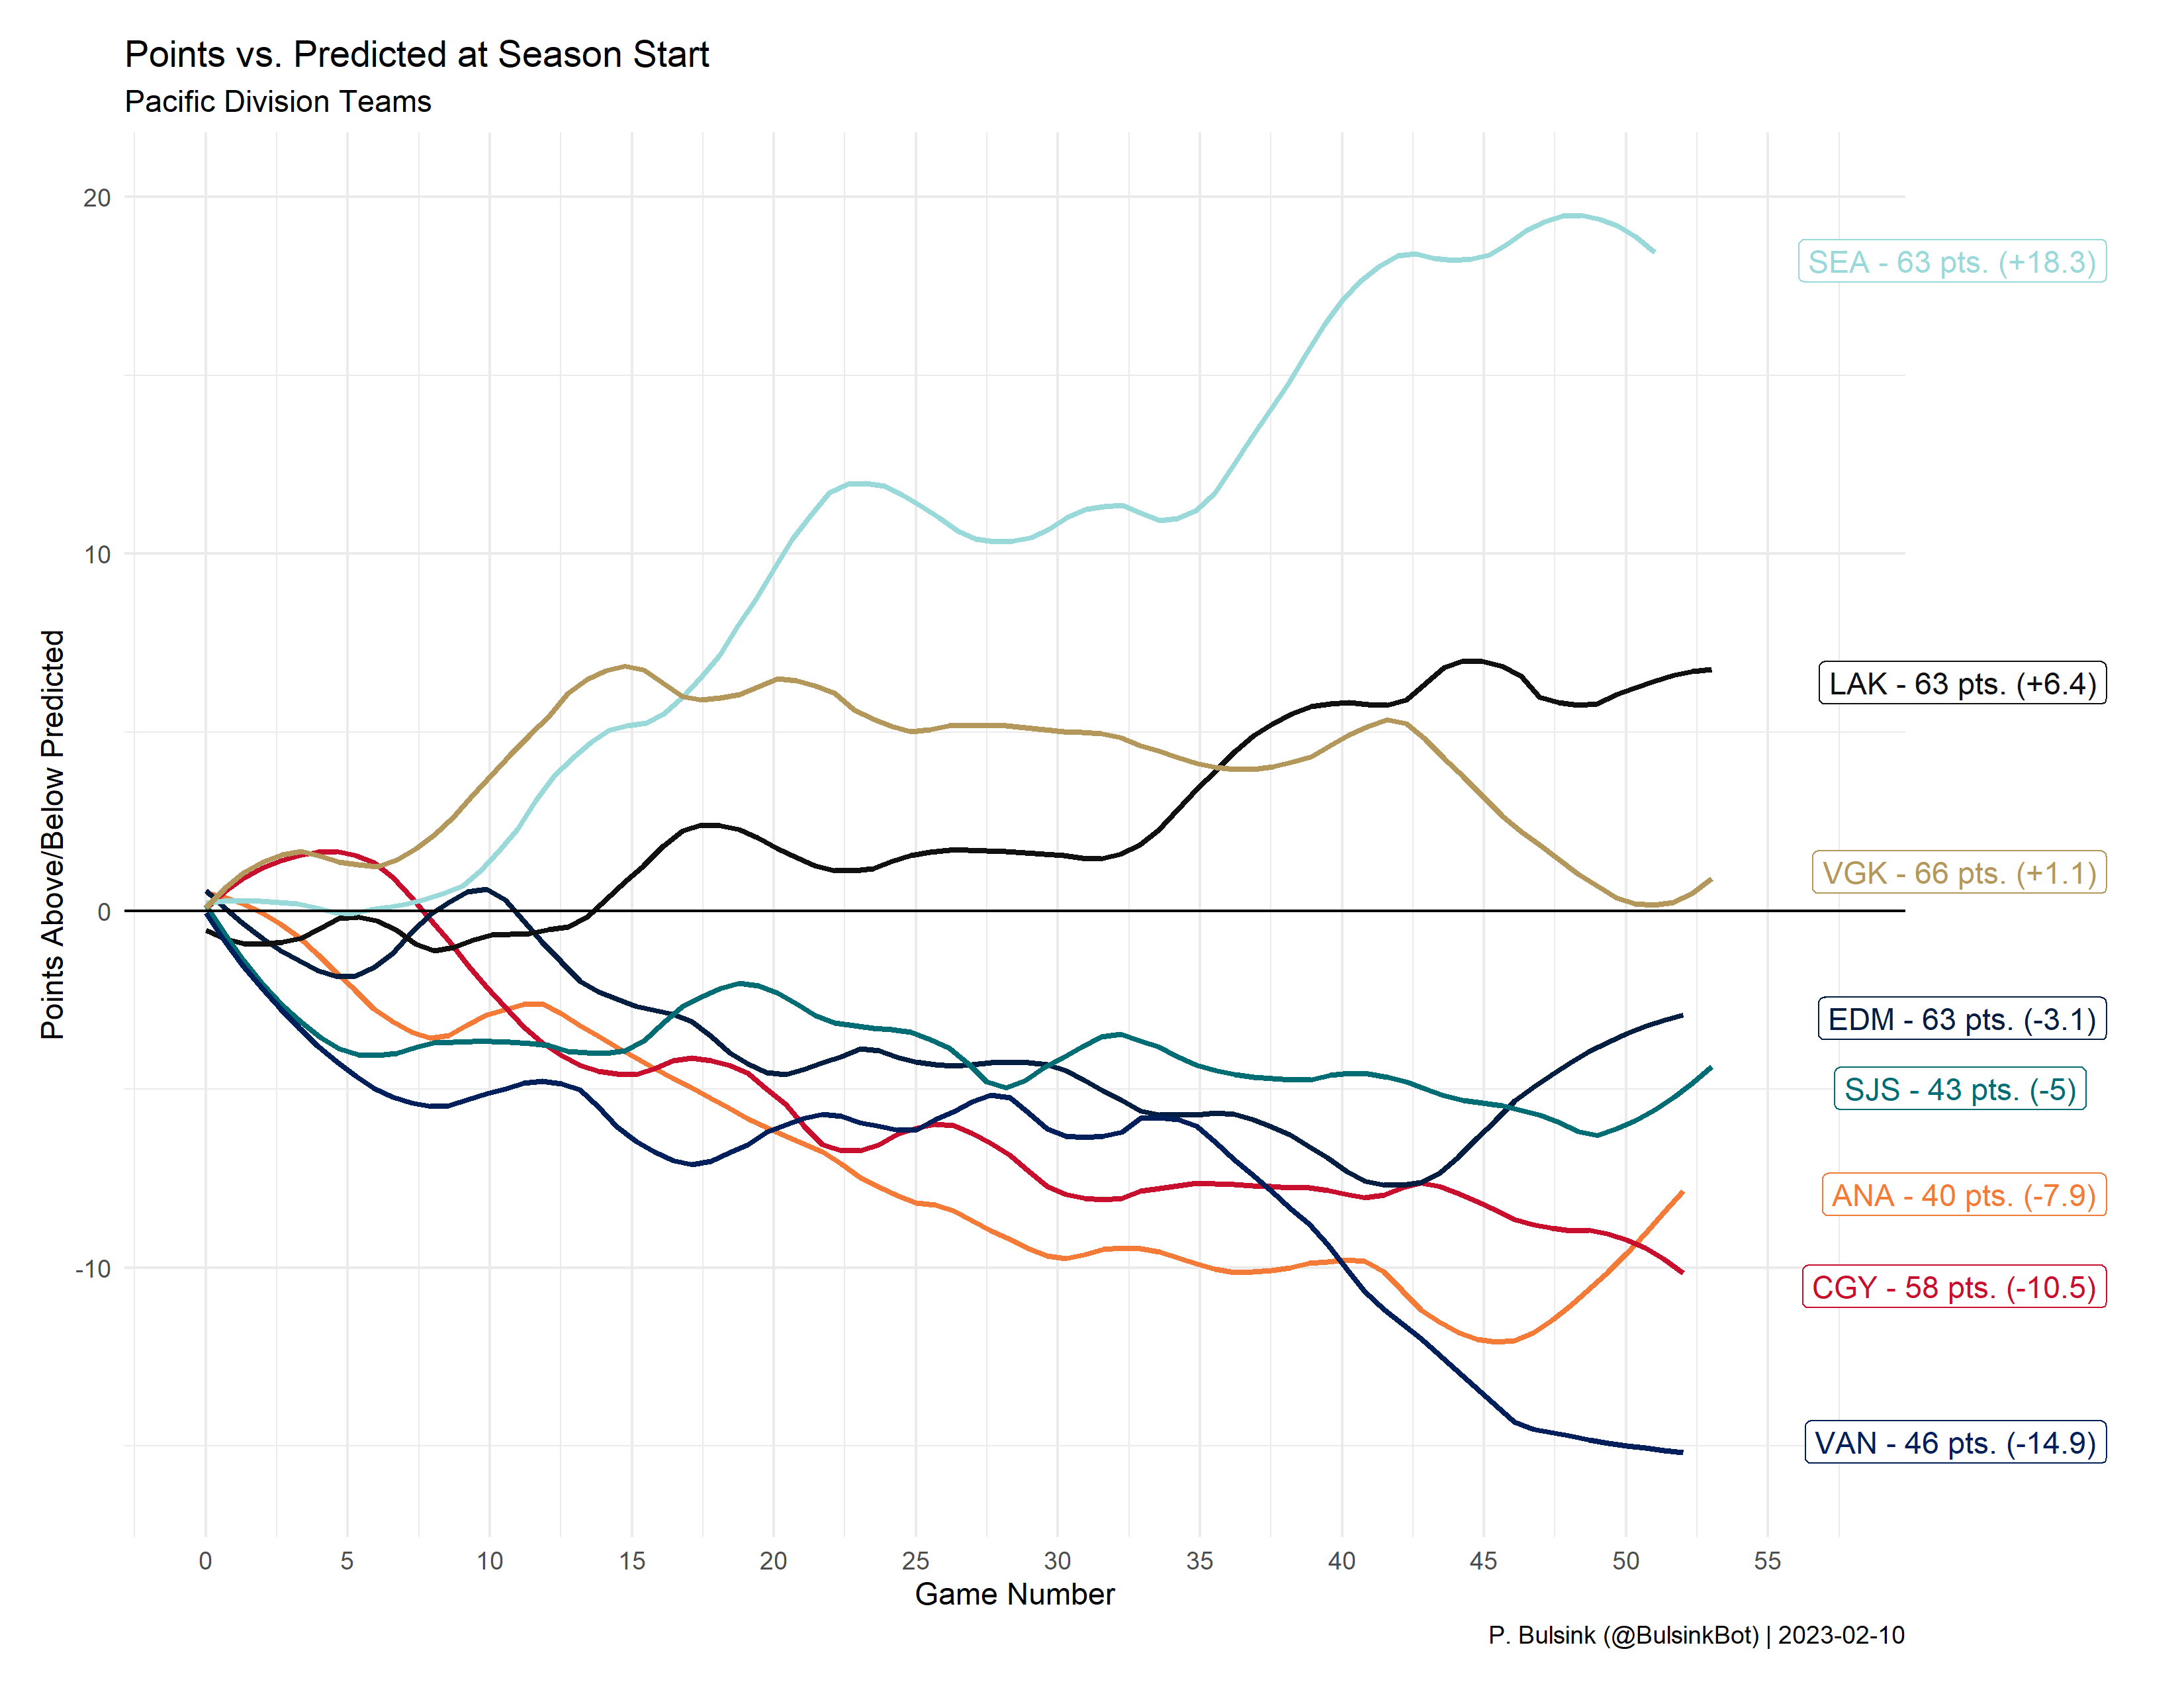 Points vs. Predicted at Season Start
Pacific Division Teams
Points Above/Below Predicted
20
10
0
-10
SEA - 63 pts. (+18.3)
LAK - 63 pts. (+6.4)
VGK - 66 pts. (+1.1)
EDM - 63 pts. (-3.1)
SJS - 43 pts. (-5)
ANA - 40 pts. (-7.9)
CGY - 58 pts. (-10.5)
VAN - 46 pts. (-14.9)
0 5 10 15 20 25 30 35 40 45 50 55
Game Number
P. Bulsink (@BulsinkBot) | 2023-02-10